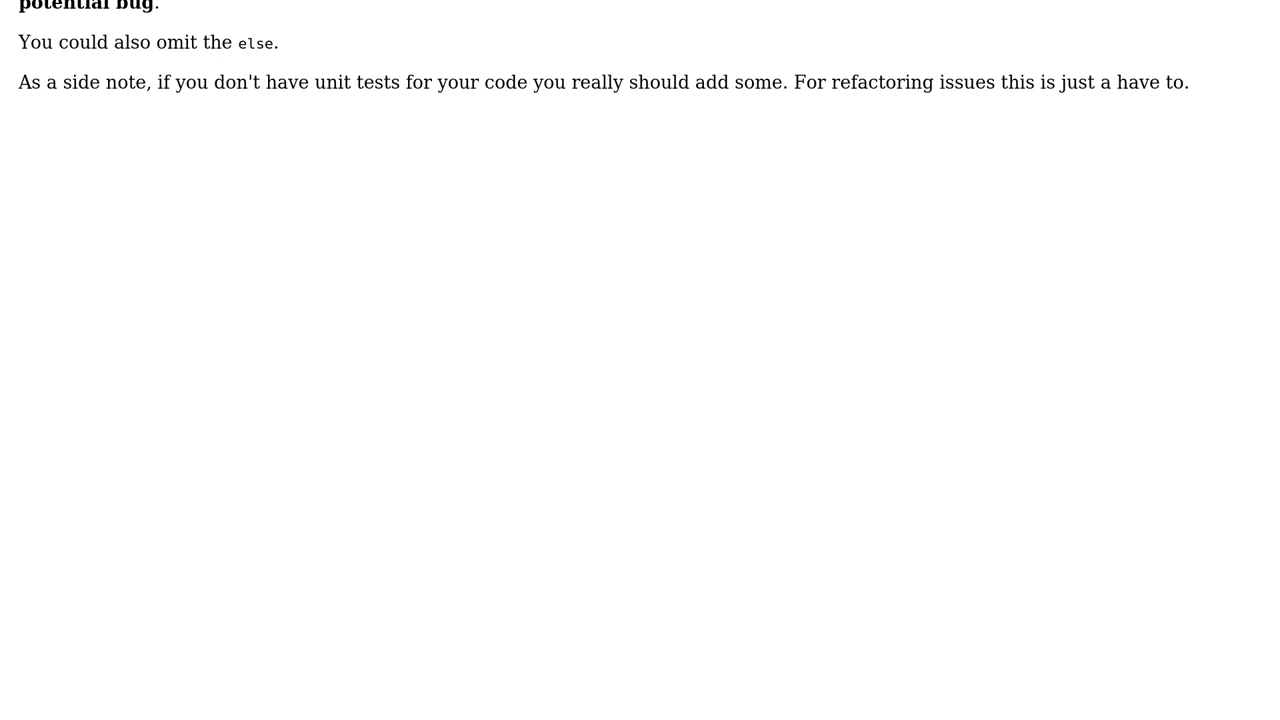 potential bug.
You could also omit the else.
As a side note, if you don't have unit tests for your code you really should add some. For refactoring issues this is just a have to.